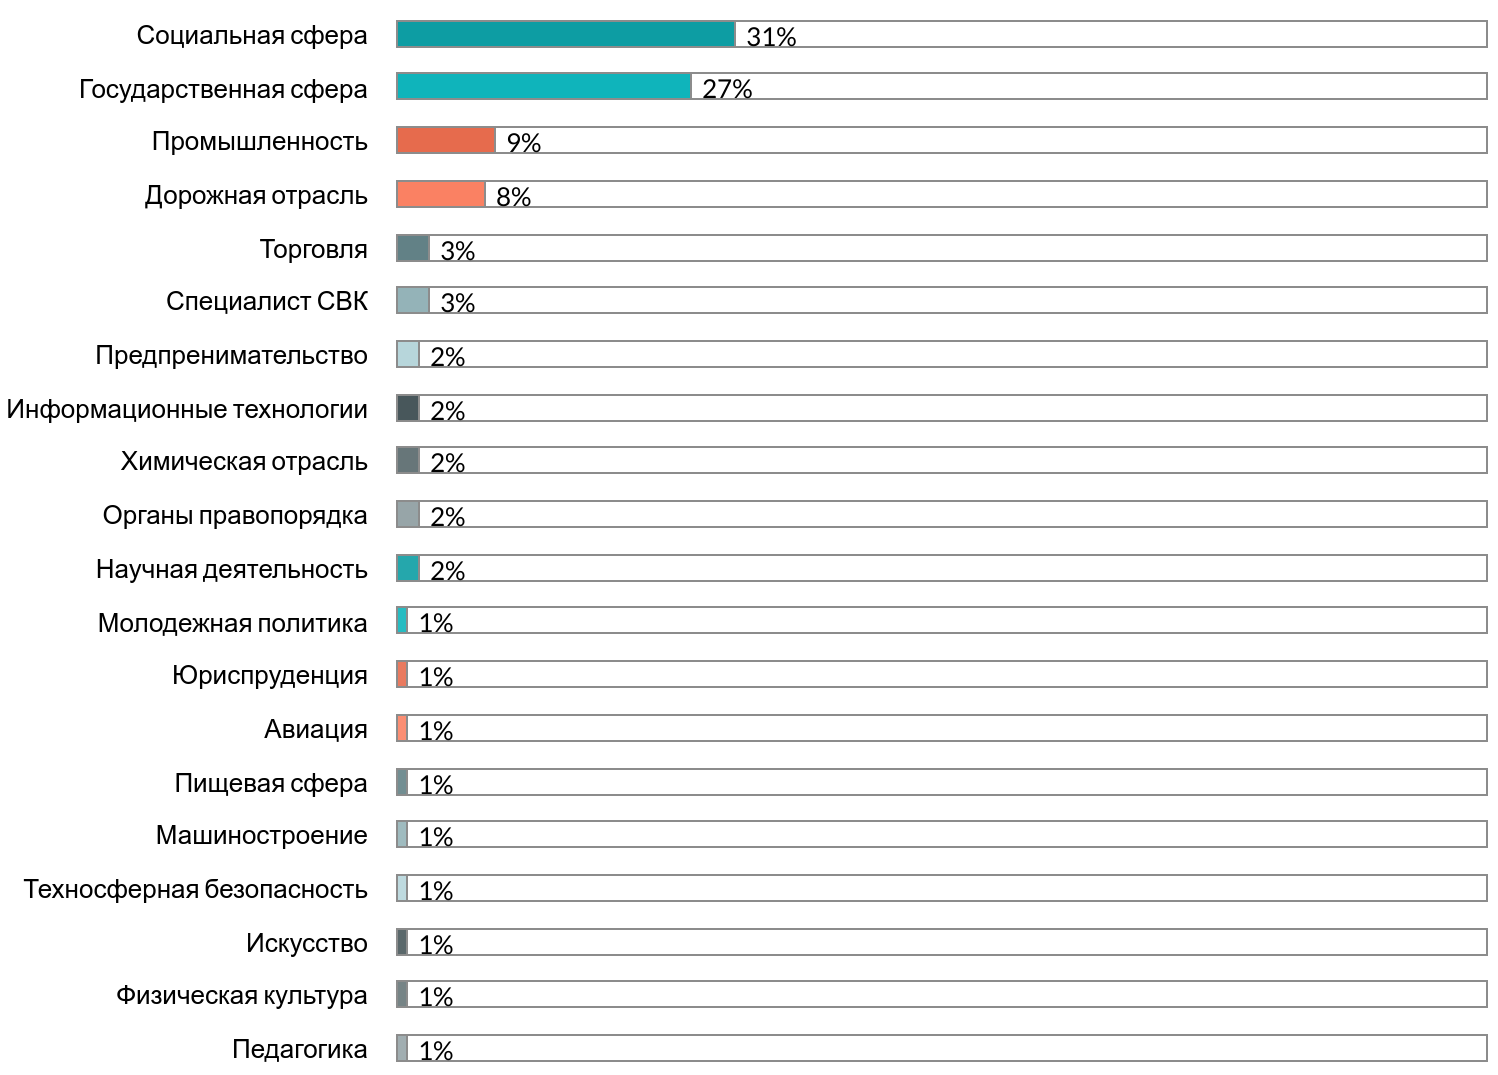 Социальная сфера 31%
Государственная сфера 27%
Промышленность 9%
Дорожная отрасль 8%
Торговля 3%
Специалист СВК 3%
Предпренимательство 2%
Информационные технологии 2%
Химическая отрасль 2%
Органы правопорядка 2%
Научная деятельность 2%
Молодежная политика 1%
Юриспруденция 1%
Авиация 1%
Пищевая сфера 1%
Машиностроение 1%
Техносферная безопасность 1%
Искусство 1%
Физическая культура 1%
Педагогика 1%